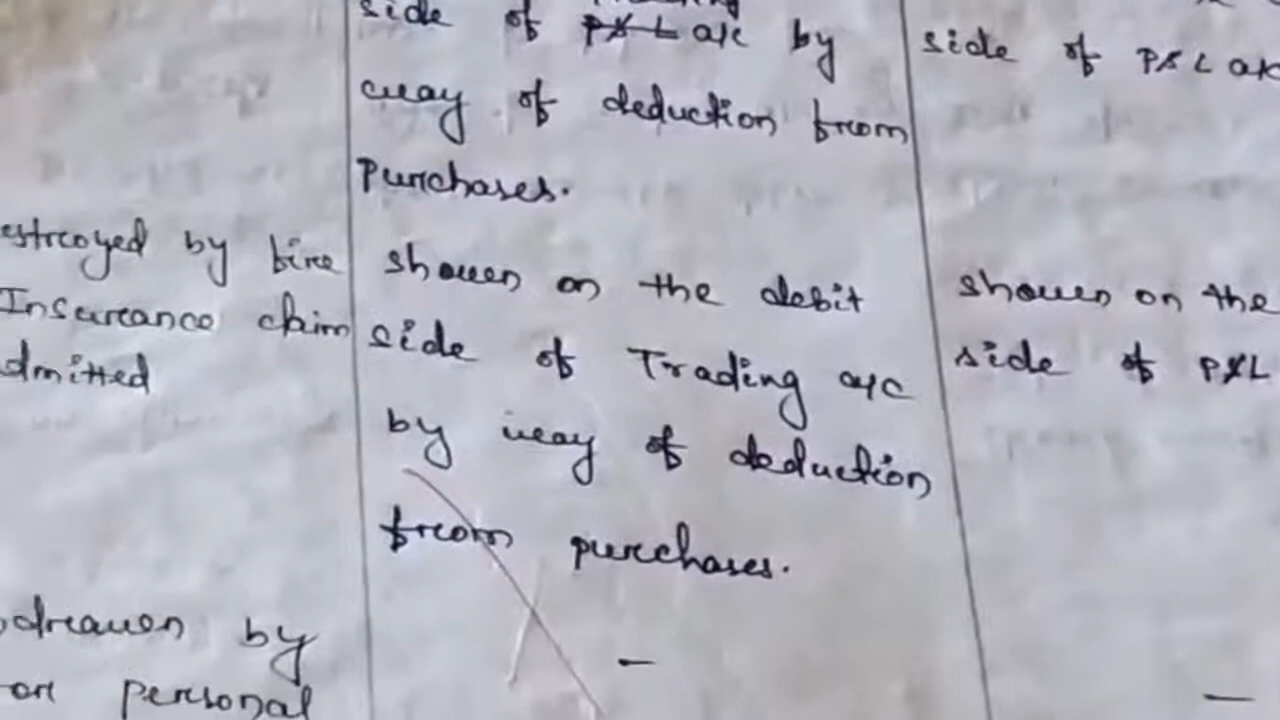 side of P&L a/c by
way of deduction from
Purchases.
side of P&L a/c
estroyed by fire
Insurance claim
dmitted
shown on the debit
side of Trading a/c
by way of deduction
from purchases.
shown on the
side of P&L
drawn by
or personal
—
—